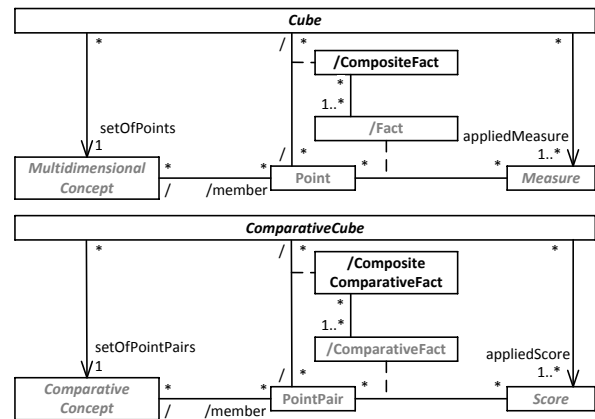 Cube
* / * *
/CompositeFact
*
1..*
setOfPoints
/Fact
appliedMeasure
1 / * 1..*
Multidimensional
Concept
* * Point * * Measure
/ /member
ComparativeCube
* / * *
/Composite
ComparativeFact
*
1..*
setOfPointPairs
/ComparativeFact
appliedScore
1 / * 1..*
Comparative
Concept
* * PointPair * * Score
/ /member